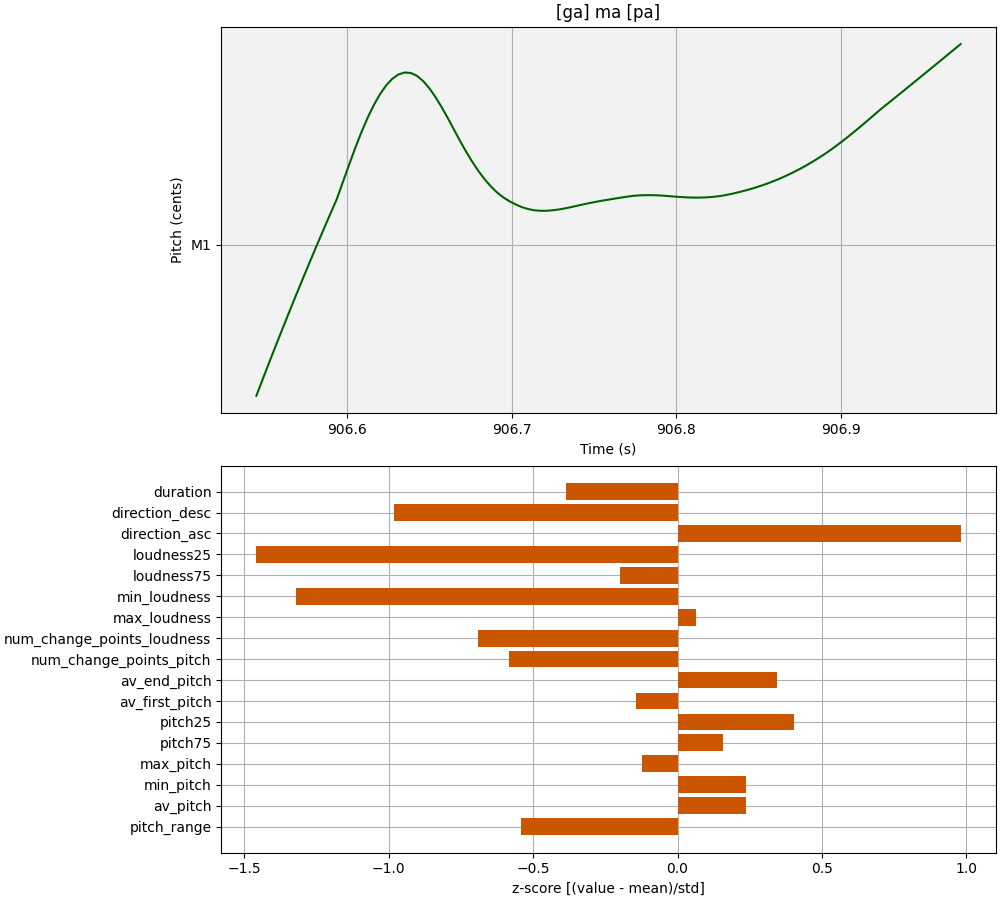 [ga] ma [pa]
Pitch (cents)
M1
906.6 906.7 906.8 906.9
Time (s)
duration
direction_desc
direction_asc
loudness25
loudness75
min_loudness
max_loudness
num_change_points_loudness
num_change_points_pitch
av_end_pitch
av_first_pitch
pitch25
pitch75
max_pitch
min_pitch
av_pitch
pitch_range
−1.5 −1.0 −0.5 0.0 0.5 1.0
z-score [(value - mean)/std]